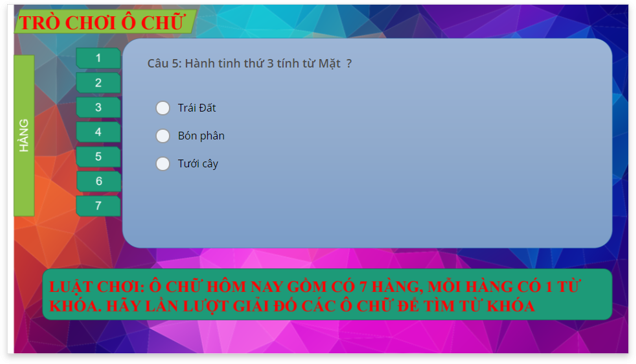 TRÒ CHƠI Ô CHỮ
HÀNG
1
2
3
4
5
6
7
Câu 5: Hành tinh thứ 3 tính từ Mặt ?
Trái Đất
Bón phân
Tưới cây
LUẬT CHƠI: Ô CHỮ HÔM NAY GỒM CÓ 7 HÀNG, MỖI HÀNG CÓ 1 TỪ
KHÓA. HÃY LẦN LƯỢT GIẢI ĐỐ CÁC Ô CHỮ ĐỂ TÌM TỪ KHÓA